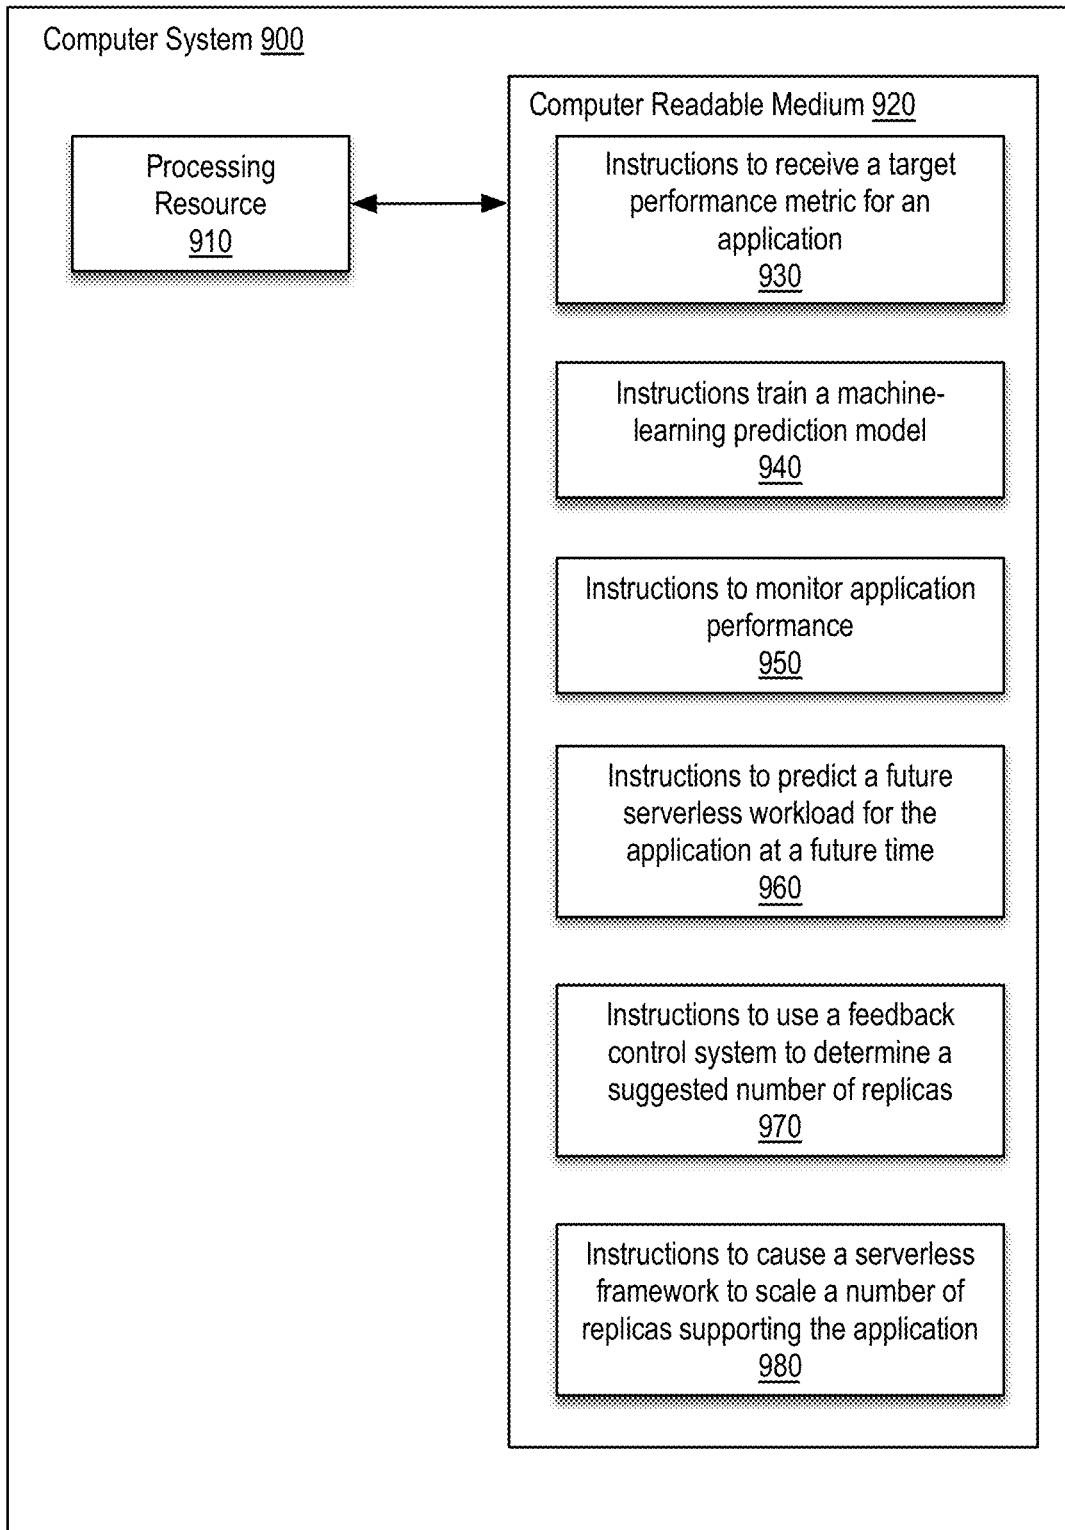 Computer System 900
Computer Readable Medium 920
Processing
Resource
910
Instructions to receive a target
performance metric for an
application
930
Instructions train a machine-
learning prediction model
940
Instructions to monitor application
performance
950
Instructions to predict a future
serverless workload for the
application at a future time
960
Instructions to use a feedback
control system to determine a
suggested number of replicas
970
Instructions to cause a serverless
framework to scale a number of
replicas supporting the application
980